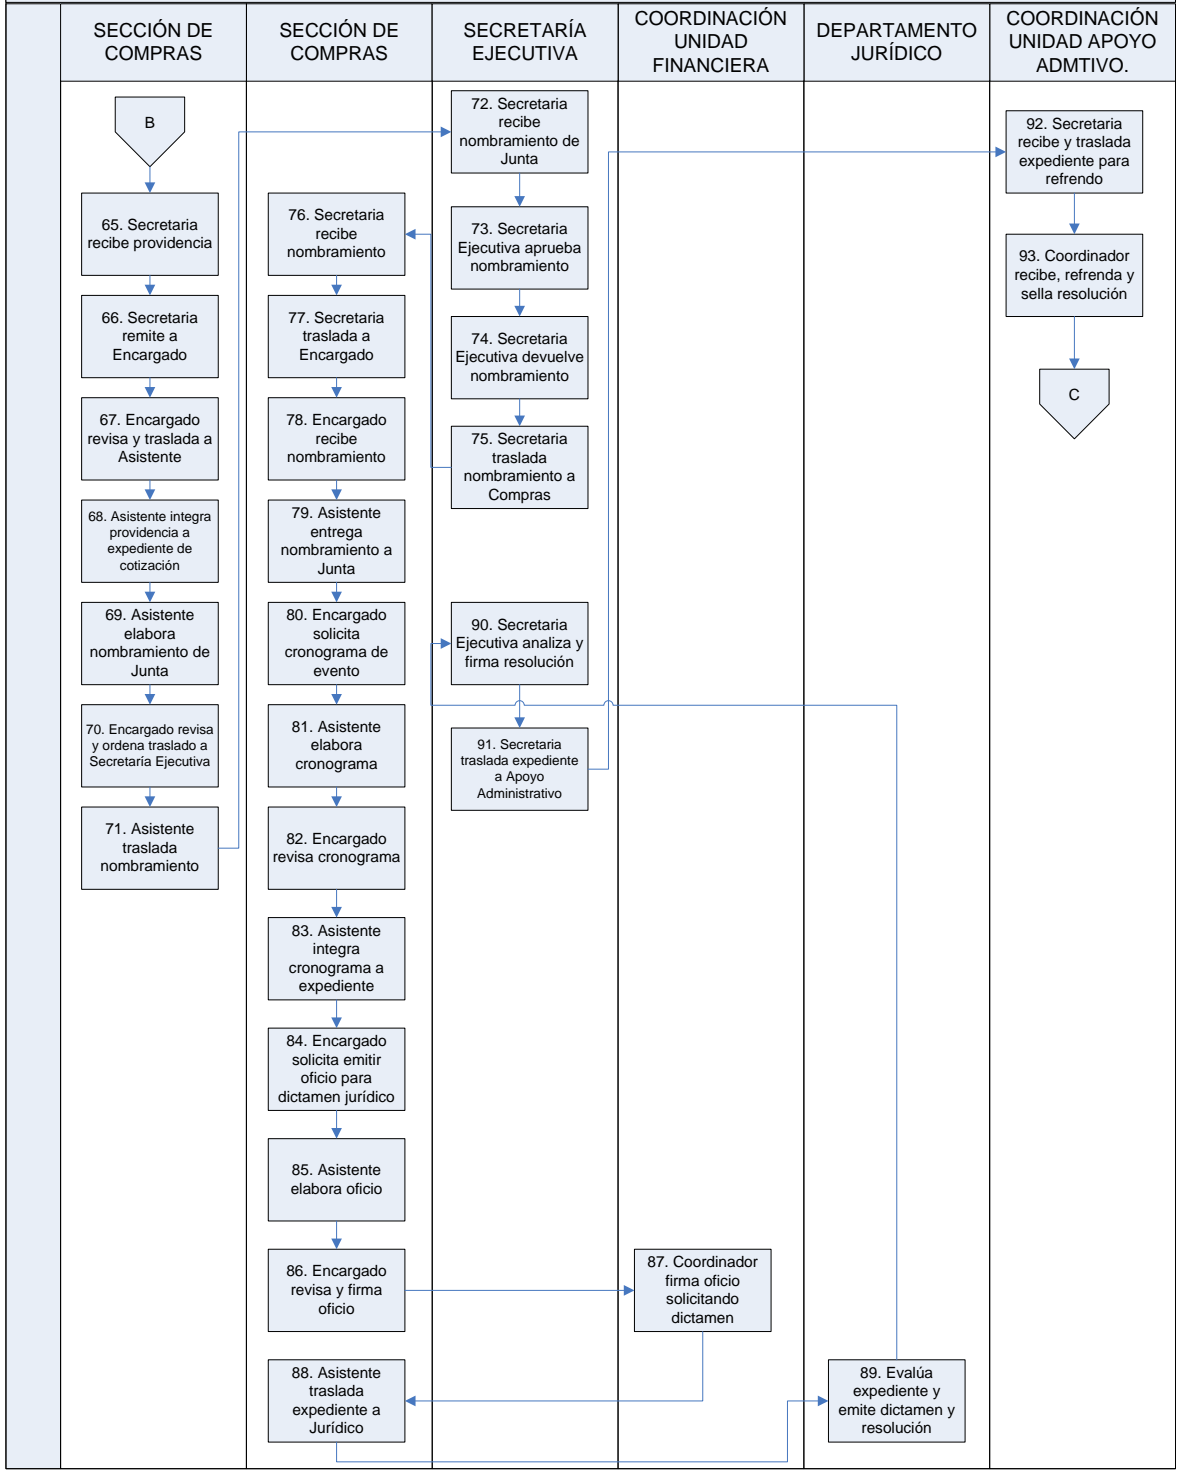 SECCIÓN DE
COMPRAS
SECCIÓN DE
COMPRAS
SECRETARÍA
EJECUTIVA
COORDINACIÓN
UNIDAD
FINANCIERA
DEPARTAMENTO
JURÍDICO
COORDINACIÓN
UNIDAD APOYO
ADMTIVO.
B
65. Secretaria
recibe providencia
66. Secretaria
remite a
Encargado
67. Encargado
revisa y traslada a
Asistente
68. Asistente integra
providencia a
expediente de
cotización
69. Asistente
elabora
nombramiento de
Junta
70. Encargado revisa
y ordena traslado a
Secretaría Ejecutiva
71. Asistente
traslada
nombramiento
76. Secretaria
recibe
nombramiento
77. Secretaria
traslada a
Encargado
78. Encargado
recibe
nombramiento
79. Asistente
entrega
nombramiento a
Junta
80. Encargado
solicita
cronograma de
evento
81. Asistente
elabora
cronograma
82. Encargado
revisa cronograma
83. Asistente
integra
cronograma a
expediente
84. Encargado
solicita emitir
oficio para
dictamen jurídico
85. Asistente
elabora oficio
86. Encargado
revisa y firma
oficio
88. Asistente
traslada
expediente a
Jurídico
72. Secretaria
recibe
nombramiento de
Junta
73. Secretaria
Ejecutiva aprueba
nombramiento
74. Secretaria
Ejecutiva devuelve
nombramiento
75. Secretaria
traslada
nombramiento a
Compras
90. Secretaria
Ejecutiva analiza y
firma resolución
91. Secretaria
traslada expediente
a Apoyo
Administrativo
87. Coordinador
firma oficio
solicitando
dictamen
89. Evalúa
expediente y
emite dictamen y
resolución
92. Secretaria
recibe y traslada
expediente para
refrendo
93. Coordinador
recibe, refrenda y
sella resolución
C